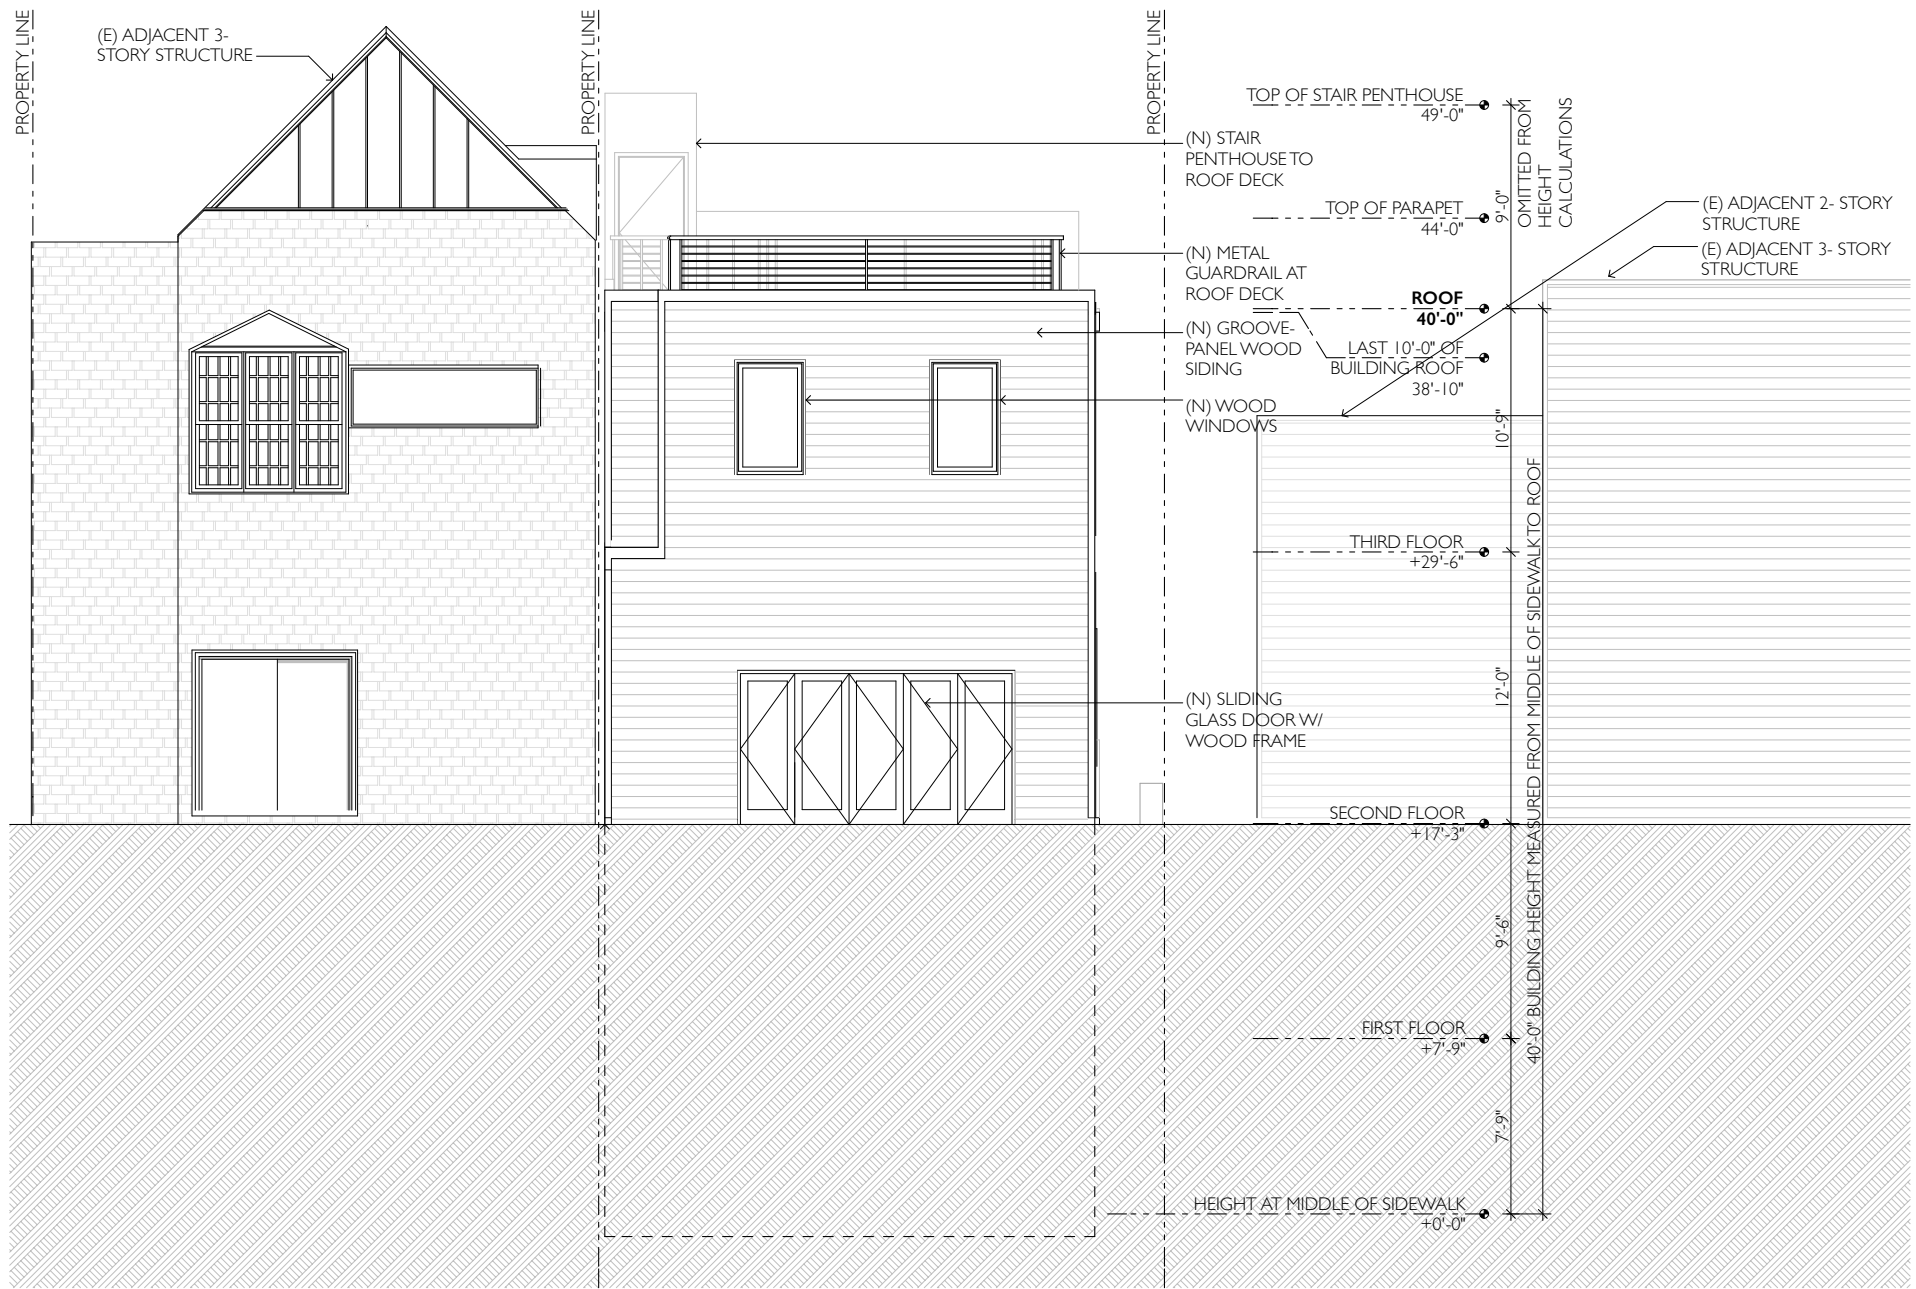 PROPERTY LINE
(E) ADJACENT 3-
STORY STRUCTURE
PROPERTY LINE
PROPERTY LINE
TOP OF STAIR PENTHOUSE
49'-0"
(N) STAIR
PENTHOUSE TO
ROOF DECK
TOP OF PARAPET
44'-0"
9'-0"
OMITTED FROM
HEIGHT
CALCULATIONS
(E) ADJACENT 2- STORY
STRUCTURE
(E) ADJACENT 3- STORY
STRUCTURE
(N) METAL
GUARDRAIL AT
ROOF DECK
ROOF
40'-0"
(N) GROOVE-
PANEL WOOD
SIDING
LAST 10'-0" OF
BUILDING ROOF
38'-10"
(N) WOOD
WINDOWS
10'-9"
THIRD FLOOR
+29'-6"
12'-0"
40'-0" BUILDING HEIGHT MEASURED FROM MIDDLE OF SIDEWALK TO ROOF
(N) SLIDING
GLASS DOOR W/
WOOD FRAME
SECOND FLOOR
+17'-3"
9'-6"
FIRST FLOOR
+7'-9"
7'-9"
HEIGHT AT MIDDLE OF SIDEWALK
+0'-0"